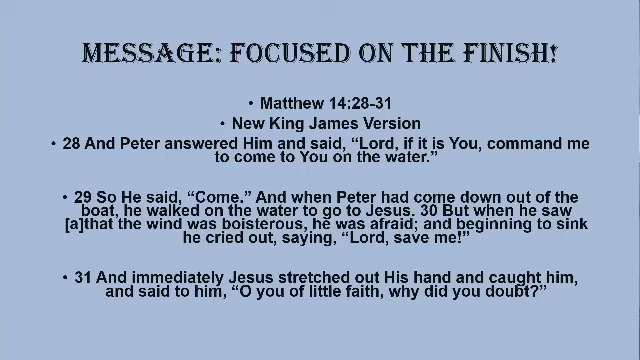 MESSAGE: FOCUSED ON THE FINISH!
• Matthew 14:28-31
• New King James Version
• 28 And Peter answered Him and said, “Lord, if it is You, command me
to come to You on the water.”
• 29 So He said, “Come.” And when Peter had come down out of the
boat, he walked on the water to go to Jesus. 30 But when he saw
[a]that the wind was boisterous, he was afraid; and beginning to sink
he cried out, saying, “Lord, save me!”
• 31 And immediately Jesus stretched out His hand and caught him,
and said to him, “O you of little faith, why did you doubt?”